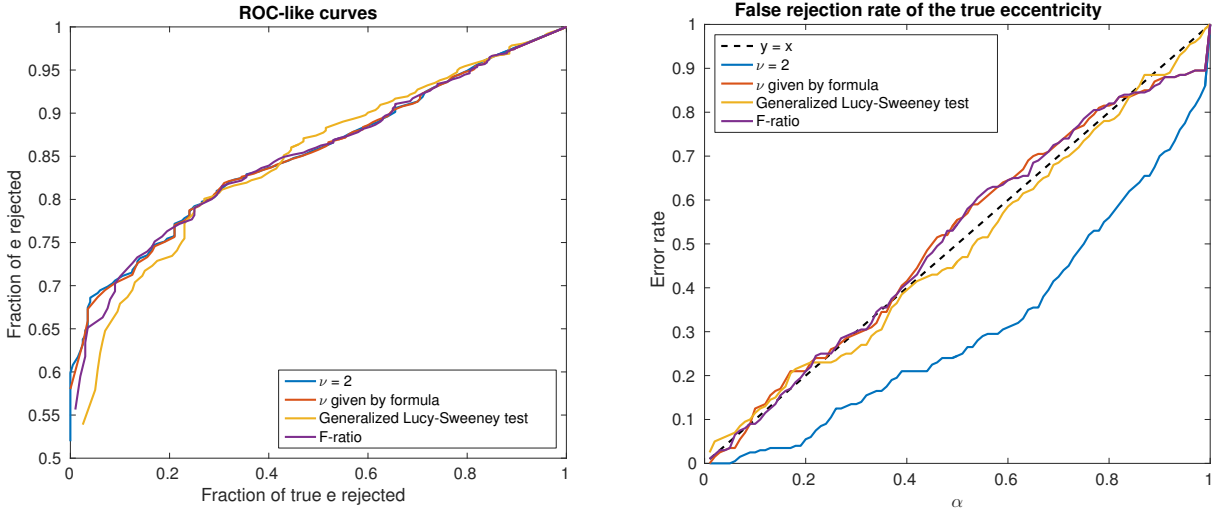 ROC-like curves
Fraction of e rejected
0.95
0.9
0.85
0.8
0.75
0.7
0.65
0.6
0.55
0.5
0
0.2
0.4
0.6
0.8
1
Fraction of true e rejected
ν = 2
ν given by formula
Generalized Lucy-Sweeney test
F-ratio
False rejection rate of the true eccentricity
Error rate
1
0.9
0.8
0.7
0.6
0.5
0.4
0.3
0.2
0.1
0
0
0.2
0.4
0.6
0.8
1
α
y = x
ν = 2
ν given by formula
Generalized Lucy-Sweeney test
F-ratio